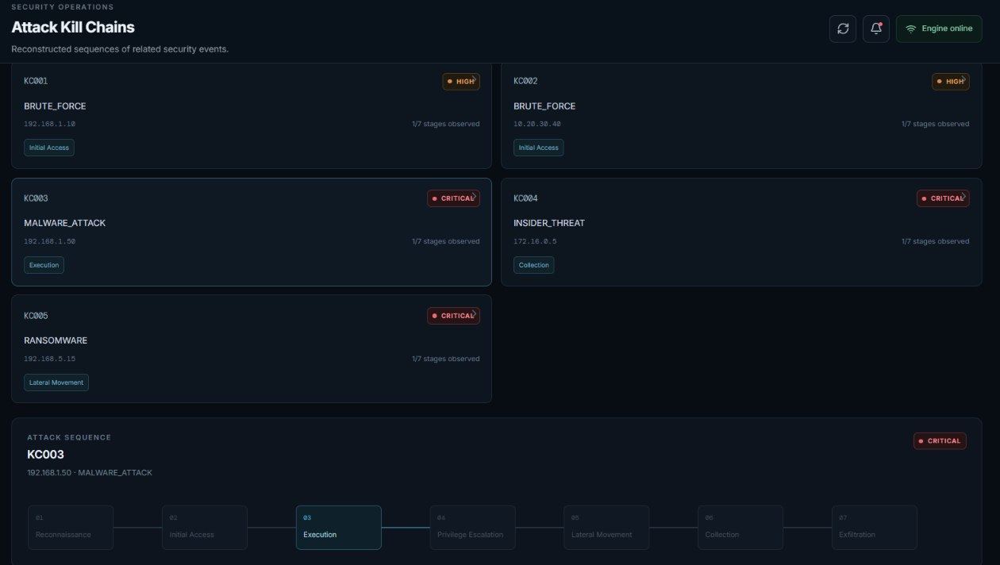 SECURITY OPERATIONS
Attack Kill Chains
Reconstructed sequences of related security events.
Engine online
KC001
HIGH
BRUTE_FORCE
192.168.1.10
1/7 stages observed
Initial Access
KC002
HIGH
BRUTE_FORCE
10.20.30.40
1/7 stages observed
Initial Access
KC003
CRITICAL
MALWARE_ATTACK
192.168.1.50
1/7 stages observed
Execution
KC004
CRITICAL
INSIDER_THREAT
172.16.0.5
1/7 stages observed
Collection
KC005
CRITICAL
RANSOMWARE
192.168.5.15
1/7 stages observed
Lateral Movement
ATTACK SEQUENCE
KC003
CRITICAL
192.168.1.50 · MALWARE_ATTACK
01
Reconnaissance
02
Initial Access
03
Execution
04
Privilege Escalation
05
Lateral Movement
06
Collection
07
Exfiltration